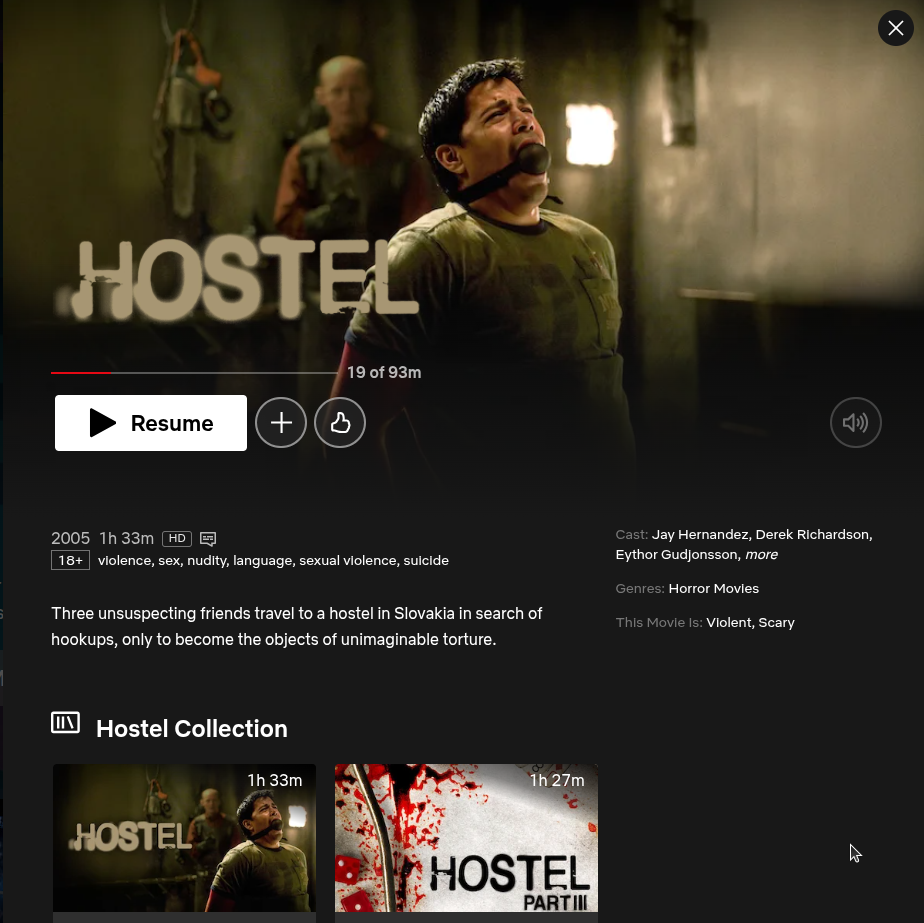 HOSTEL
19 of 93m
Resume
2005 1h 33m HD
18+ violence, sex, nudity, language, sexual violence, suicide
Three unsuspecting friends travel to a hostel in Slovakia in search of
hookups, only to become the objects of unimaginable torture.
Cast: Jay Hernandez, Derek Richardson,
Eythor Gudjonsson, more
Genres: Horror Movies
This Movie Is: Violent, Scary
Hostel Collection
1h 33m
HOSTEL
1h 27m
HOSTEL
PART III